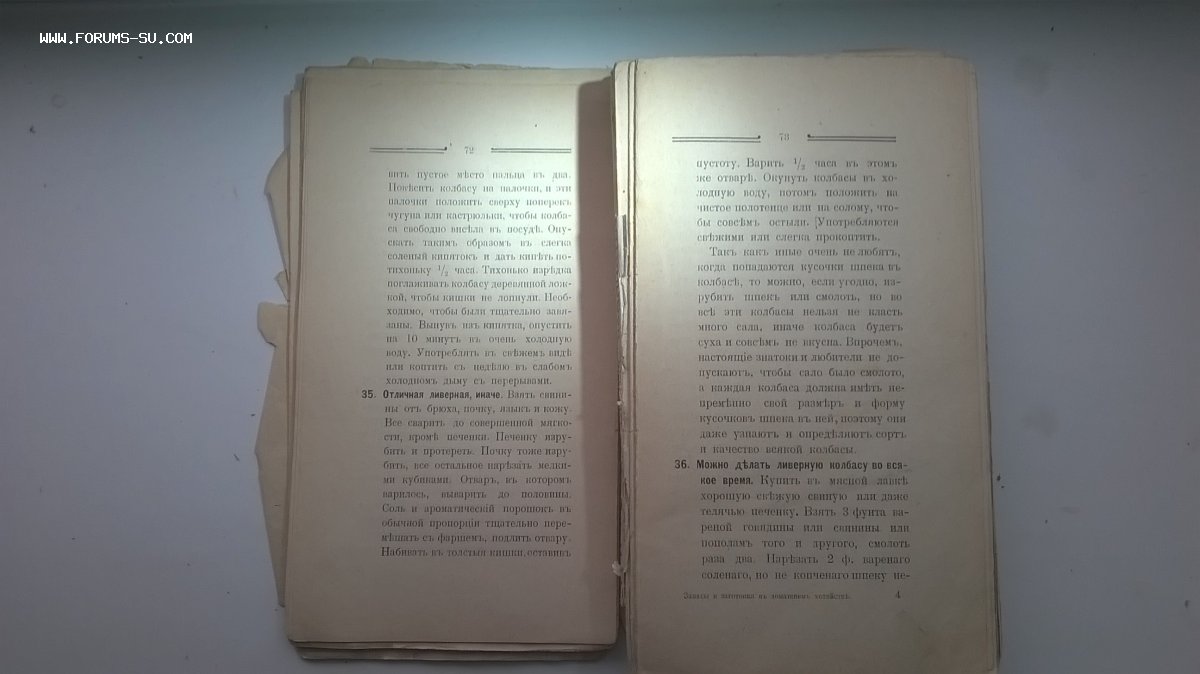 WWW.FORUMS-SU.COM
72
вить пустое мѣсто пальца въ два.
Повѣсить колбасу на палочки, и эти
палочки положить сверху поперекъ
чугуна или кастрюльки, чтобы колба-
са свободно висѣла въ посудѣ. Опу-
скать такимъ образомъ въ слегка
соленый кипятокъ и дать кипѣть по-
тихоньку 1/2 часа. Тихонько изрѣдка
поглаживать колбасу деревянной лож-
кой, чтобы кишки не лопнули. Необ-
ходимо, чтобы были тщательно завя-
заны. Вынувъ изъ кипятка, опустить
на 10 минутъ въ очень холодную
воду. Употреблять въ свѣжемъ видѣ
или коптить съ недѣлю въ слабомъ
холодномъ дыму съ перерывами.
35. Отличная ливерная, иначе. Взять свини-
ны отъ брюха, почку, языкъ и кожу.
Все сварить до совершенной мягко-
сти, кромѣ печенки. Печенку изру-
бить и протереть. Почку тоже изру-
бить, все остальное нарѣзать мелки-
ми кубиками. Отваръ, въ которомъ
варилось, выварить до половины.
Соль и ароматическій порошокъ въ
обычной пропорціи тщательно пере-
мѣшать съ фаршемъ, подлить отвару.
Набивать въ толстыя кишки, оставивъ
73
пустоту. Варить 1/2 часа въ этомъ
же отварѣ. Окунуть колбасы въ хо-
лодную воду, потомъ положить на
чистое полотенце или на солому, что-
бы совсѣмъ остыли. [Употребляются
свѣжими или слегка прокоптить.
Такъ какъ иные очень не любятъ,
когда попадаются кусочки шпека въ
колбасѣ, то можно, если угодно, из-
рубить шпекъ или смолоть, но во
всѣ эти колбасы нельзя не класть
много сала, иначе колбаса будетъ
суха и совсѣмъ не вкусна. Впрочемъ,
настоящіе знатоки и любители не до-
пускаютъ, чтобы сало было смолото,
а каждая колбаса должна имѣть не-
премѣнно свой размѣръ и форму
кусочковъ шпека въ ней, поэтому они
даже узнаютъ и опредѣляютъ сортъ
и качество всякой колбасы.
36. Можно дѣлать ливерную колбасу во вся-
кое время. Купить въ мясной лавкѣ
хорошую свѣжую свиную или даже
телячью печенку. Взять 3 фунта ва-
реной говядины или свинины или
пополамъ того и другого, смолоть
раза два. Нарѣзать 2 ф. варенаго
соленаго, но не копченаго шпеку не-
Запасы и заготовки въ домашнемъ хозяйствѣ. 4